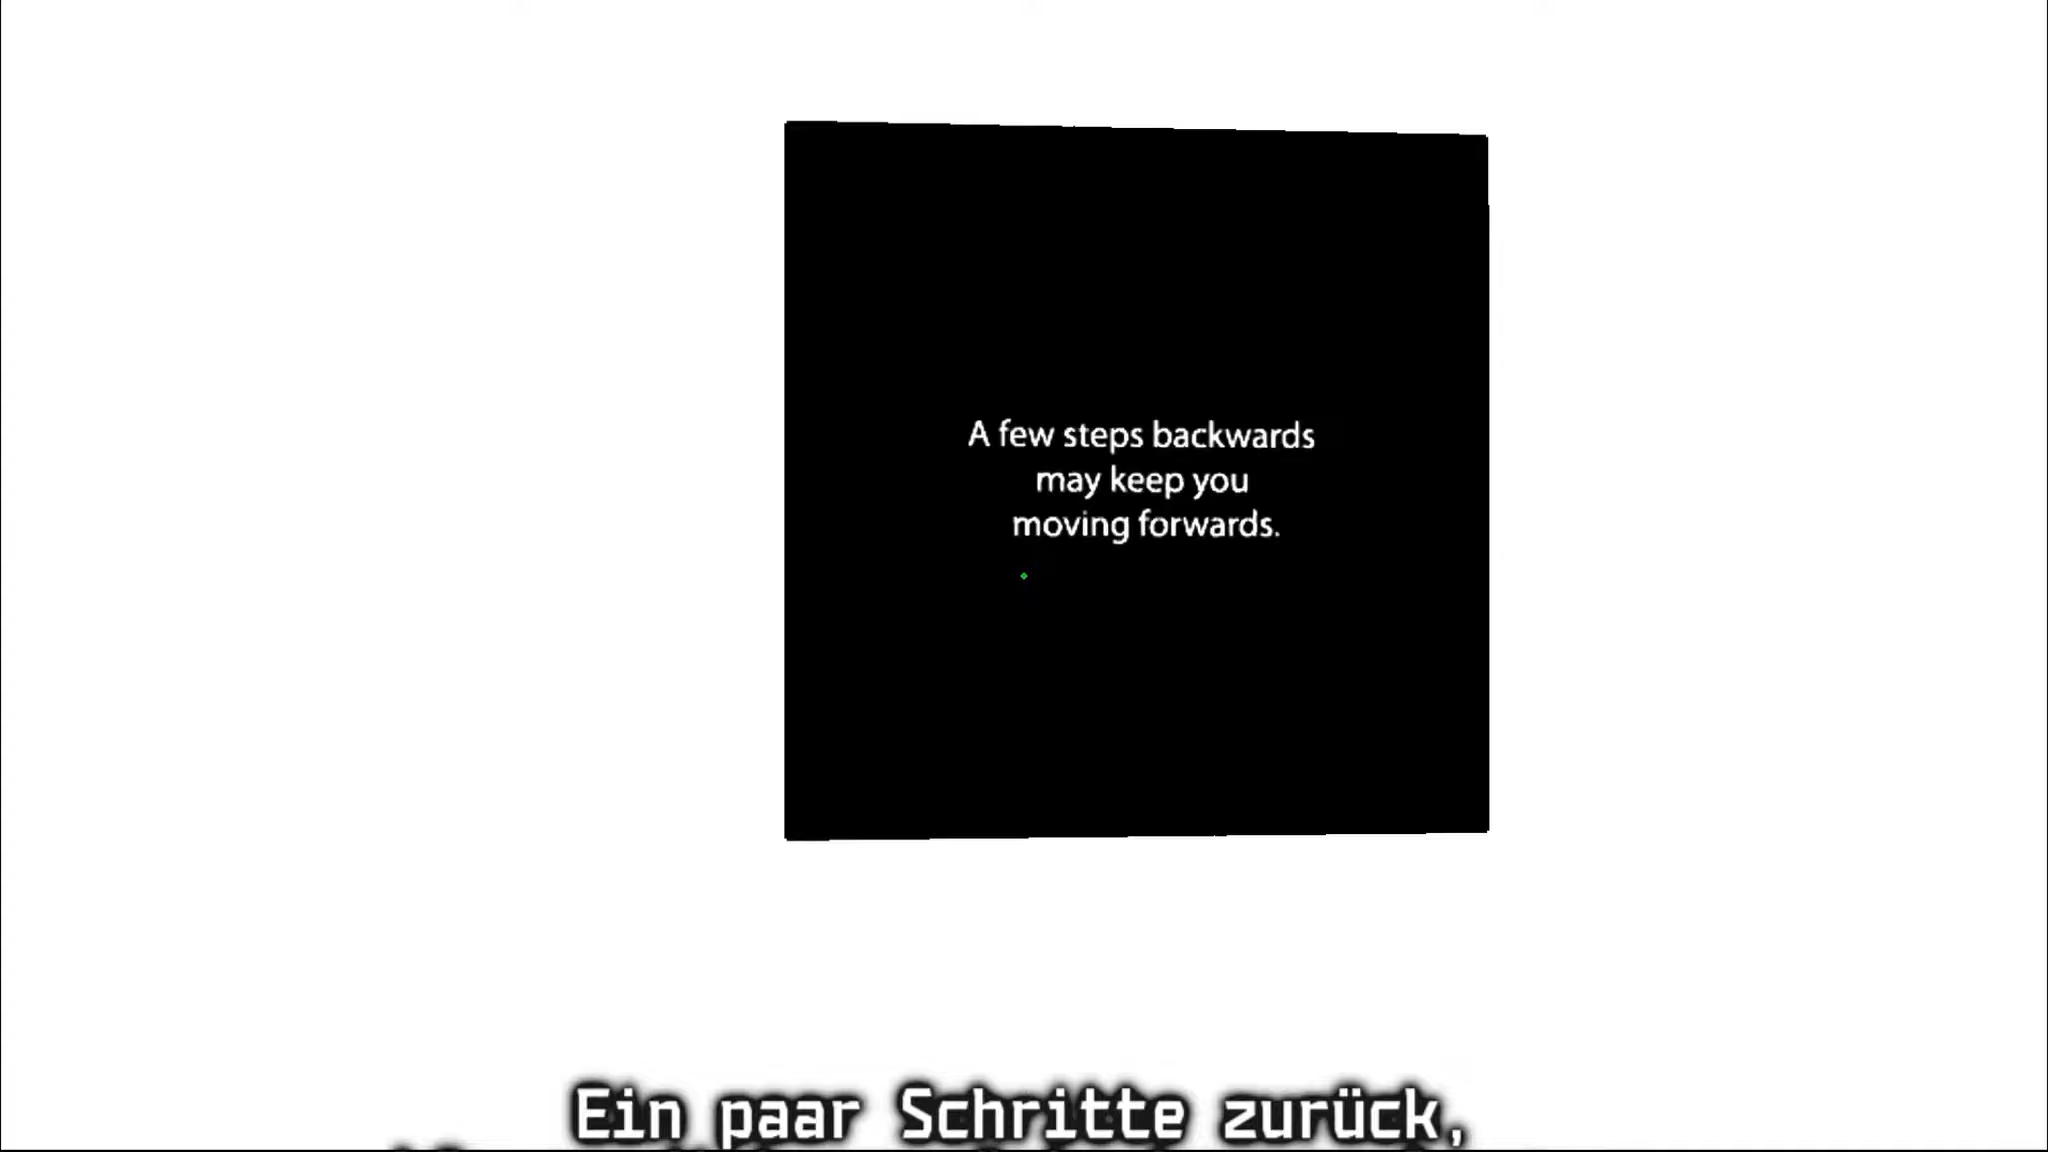 A few steps backwards
may keep you
moving forwards.
Ein paar Schritte zurück,